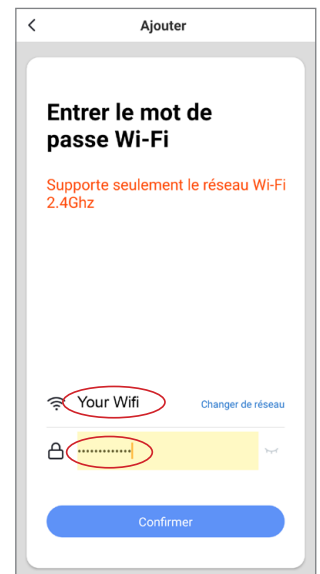 Ajouter
Entrer le mot de
passe Wi-Fi
Supporte seulement le réseau Wi-Fi
2.4Ghz
Your Wifi
Changer de réseau
•••••••••••••
Confirmer